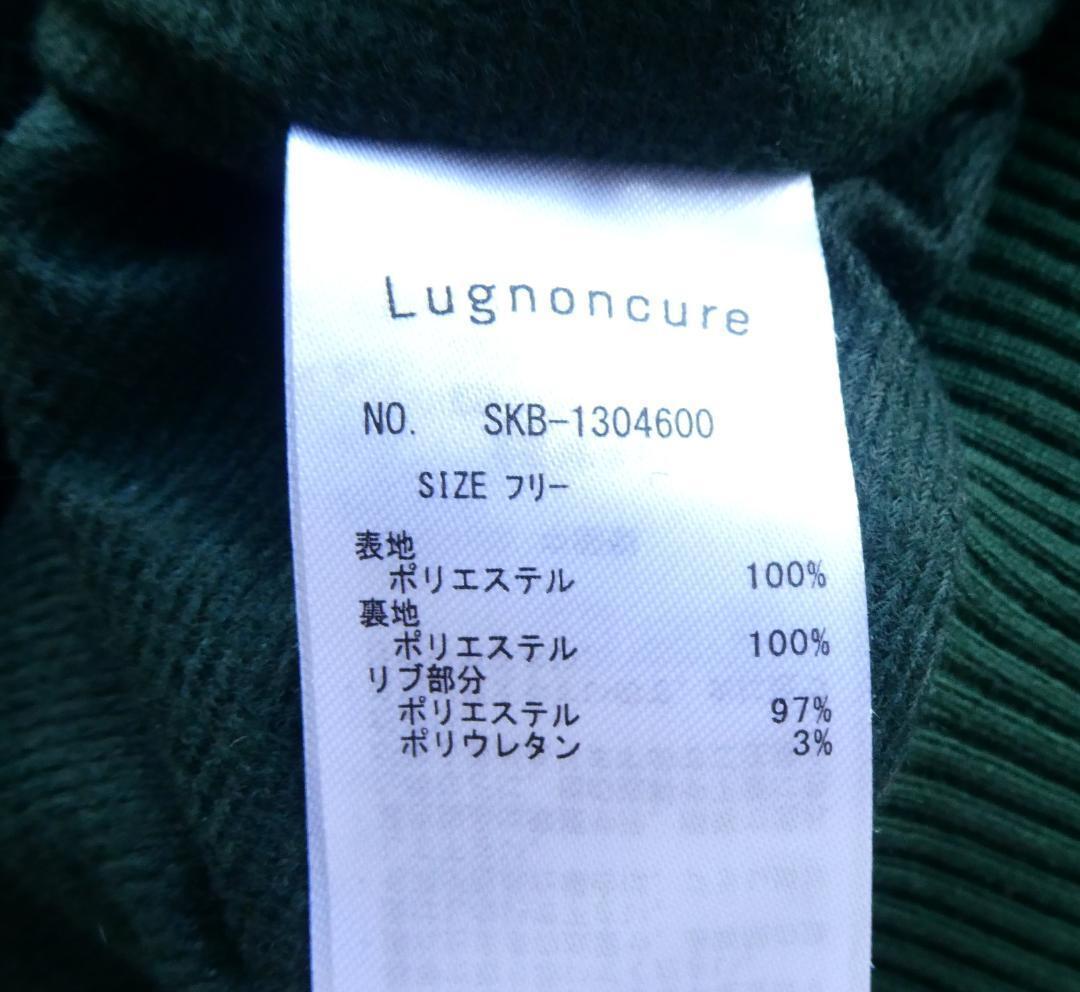 Lugnoncure
NO. SKB-1304600
SIZE フリー
表地
ポリエステル 100%
裏地
ポリエステル 100%
リブ部分
ポリエステル 97%
ポリウレタン 3%